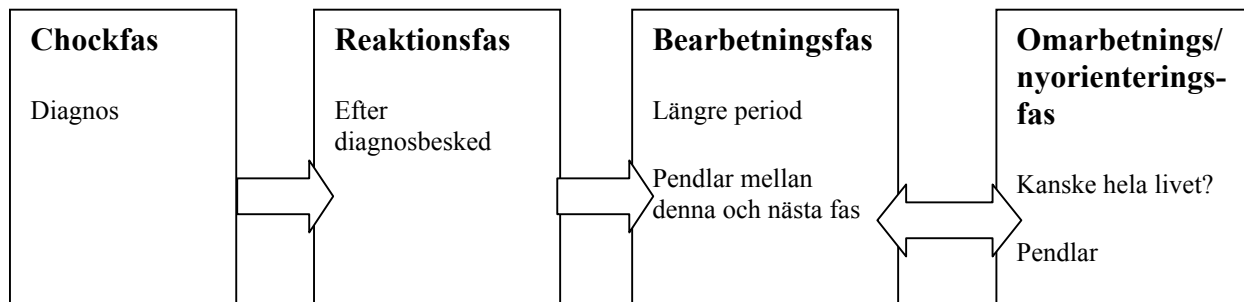 Chockfas
Diagnos
Reaktionsfas
Efter
diagnosbesked
Bearbetningsfas
Längre period
Pendlar mellan
denna och nästa fas
Omarbetnings/
nyorienterings-
fas
Kanske hela livet?
Pendlar